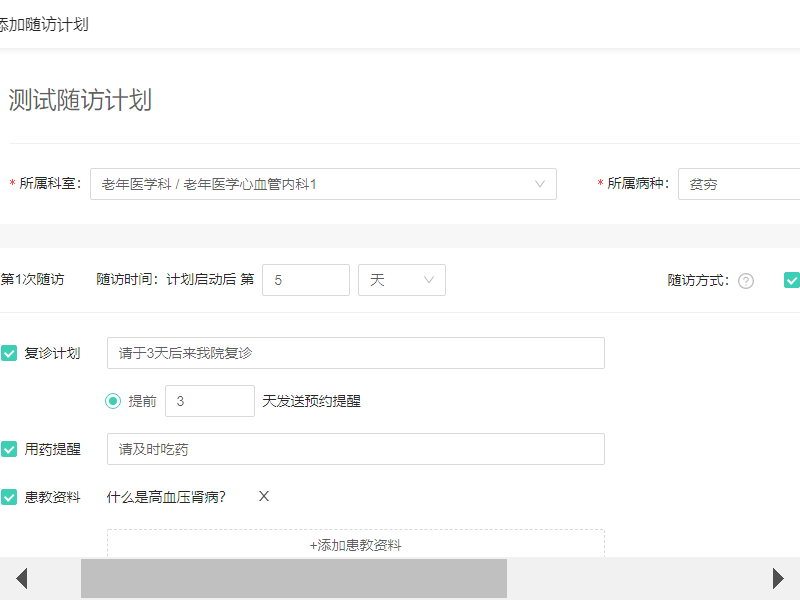 添加随访计划
测试随访计划
* 所属科室： 老年医学科 / 老年医学心血管内科1 * 所属病种： 贫穷
第1次随访 随访时间：计划启动后 第 5 天 随访方式： ?
复诊计划 请于3天后来我院复诊
提前 3 天发送预约提醒
用药提醒 请及时吃药
患教资料 什么是高血压肾病？ X
+添加患教资料